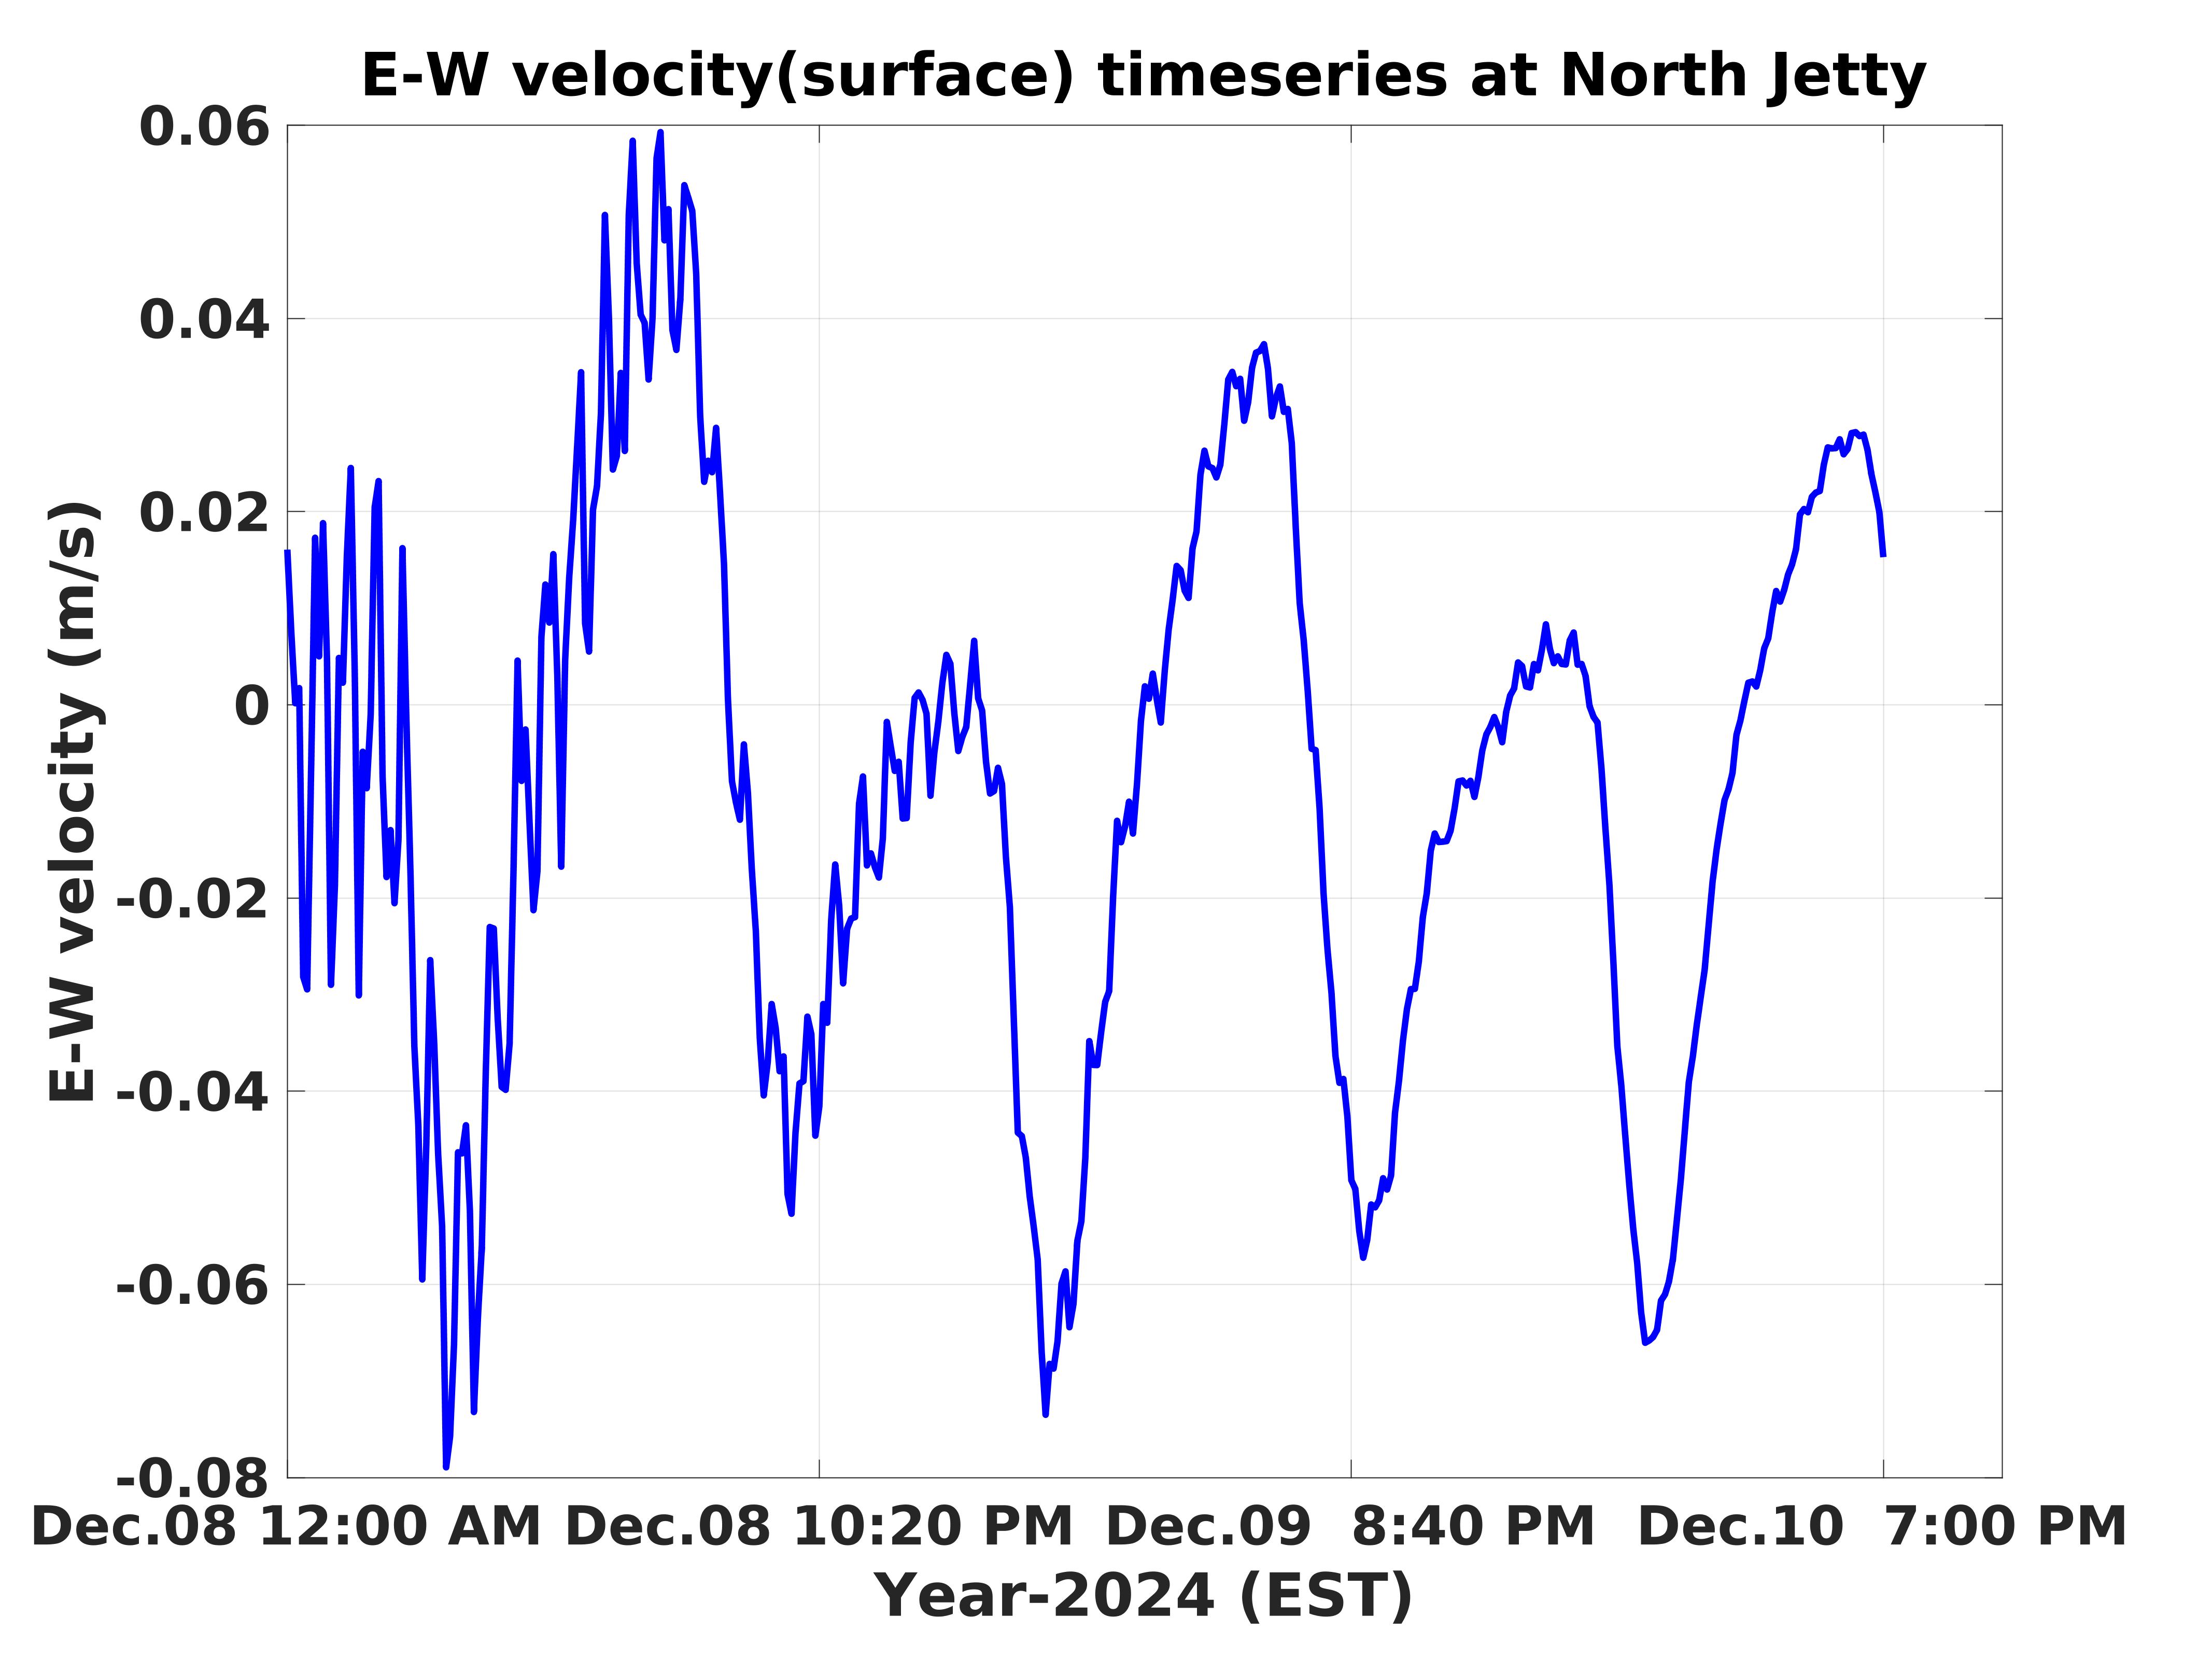 E-W velocity(surface) timeseries at North Jetty
0.06
0.04
0.02
0
-0.02
-0.04
-0.06
-0.08
E-W velocity (m/s)
Dec.08 12:00 AM Dec.08 10:20 PM Dec.09 8:40 PM Dec.10 7:00 PM
Year-2024 (EST)